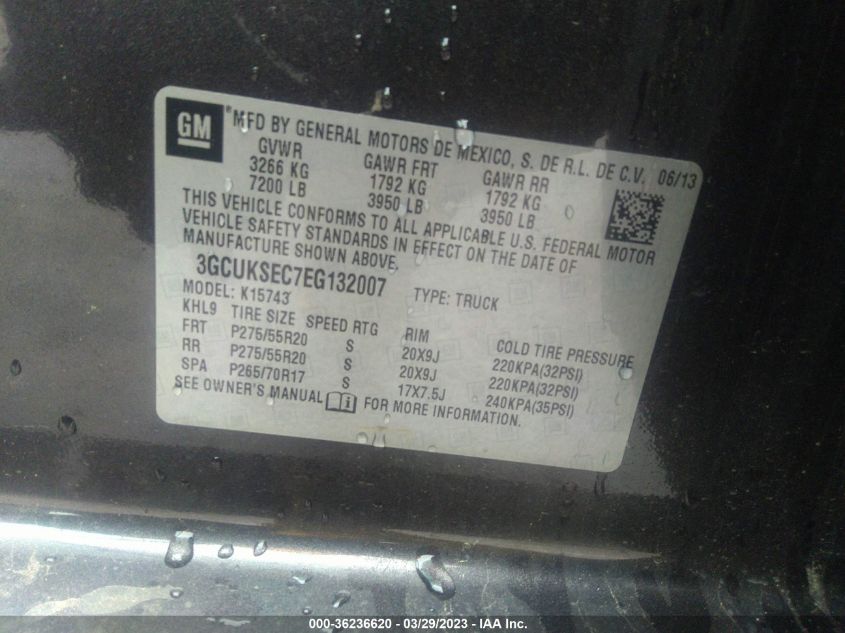 GM
®MFD BY GENERAL MOTORS DE MEXICO, S. DE R.L. DE C.V. 06/13
GVWR GAWR FRT GAWR RR
3266 KG 1792 KG 1792 KG
7200 LB 3950 LB 3950 LB
THIS VEHICLE CONFORMS TO ALL APPLICABLE U.S. FEDERAL MOTOR
VEHICLE SAFETY STANDARDS IN EFFECT ON THE DATE OF
MANUFACTURE SHOWN ABOVE.
3GCUKSEC7EG132007 TYPE: TRUCK
MODEL: K15743
KHL9 TIRE SIZE SPEED RTG RIM COLD TIRE PRESSURE
FRT P275/55R20 S 20X9J 220KPA(32PSI)
RR P275/55R20 S 20X9J 220KPA(32PSI)
SPA P265/70R17 S 17X7.5J 240KPA(35PSI)
SEE OWNER'S MANUAL FOR MORE INFORMATION.
000-36236620 / 03/29/2023 / IAA Inc.